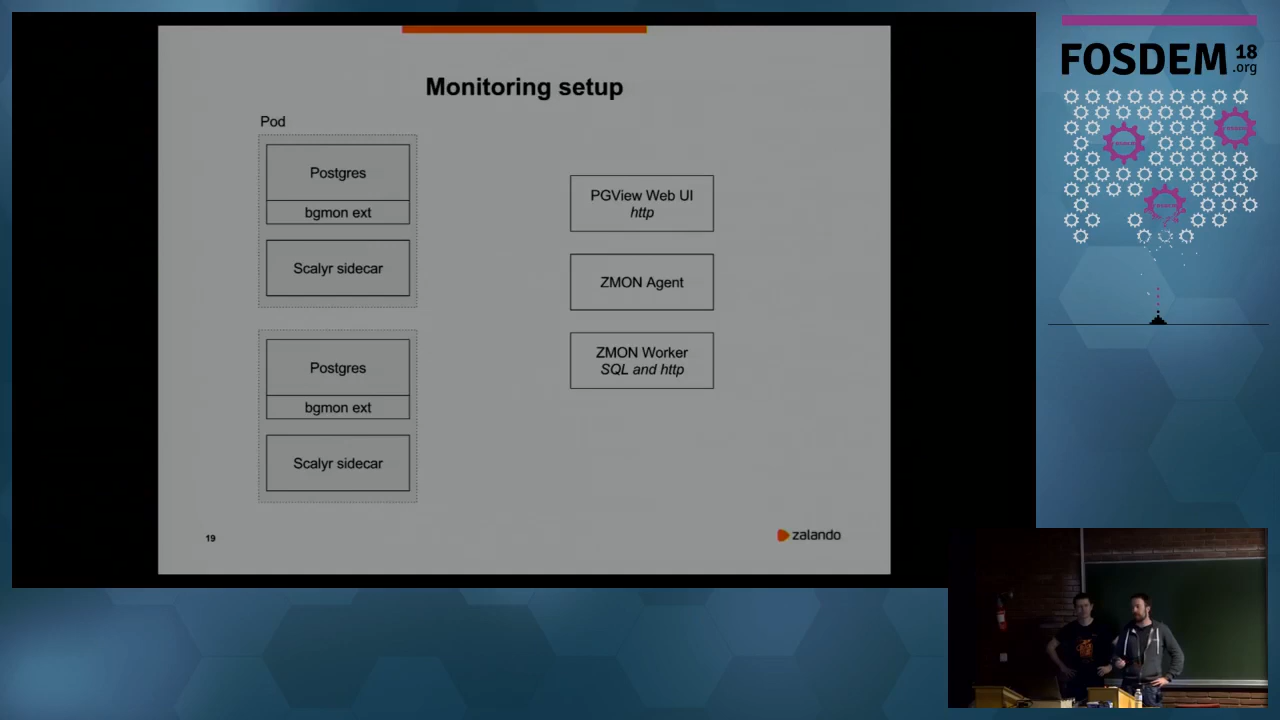 Monitoring setup
Pod
Postgres
bgmon ext
Scalyr sidecar
Postgres
bgmon ext
Scalyr sidecar
PGView Web UI
http
ZMON Agent
ZMON Worker
SQL and http
19
zalando
FOSDEM 18
.org